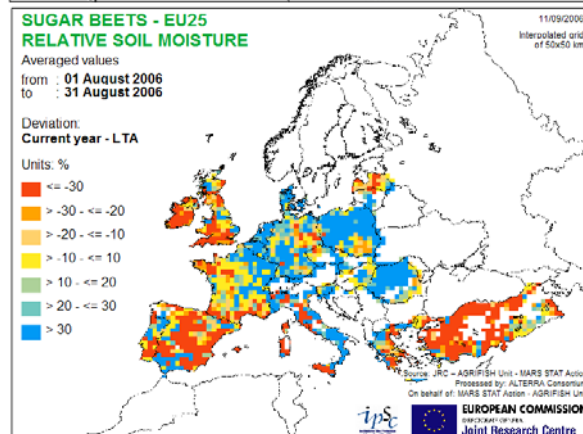 SUGAR BEETS - EU25
11/09/2006
RELATIVE SOIL MOISTURE
Interpolated grid
of 50x50 km
Averaged values
from : 01 August 2006
to : 31 August 2006
Deviation:
Current year - LTA
Units: %
<= -30
> -30 - <= -20
> -20 - <= -10
> -10 - <= 10
> 10 - <= 20
> 20 - <= 30
> 30
Source: JRC - AGRIFISH Unit - MARS STAT Action
Processed by: ALTERRA Consortium
On behalf of: MARS STAT Action - AGRIFISH Unit
ipsc
EUROPEAN COMMISSION
Joint Research Centre